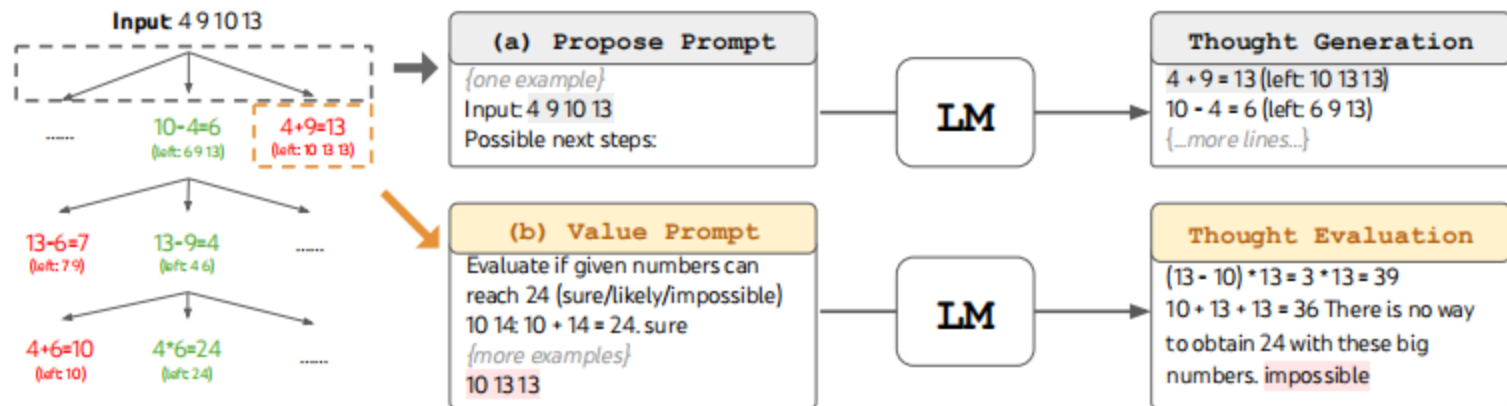 Input: 4 9 10 13
......
10-4=6
(left: 6 9 13)
4+9=13
(left: 10 13 13)
13-6=7
(left: 7 9)
13-9=4
(left: 4 6)
......
4+6=10
(left: 10)
4*6=24
(left: 24)
......
(a) Propose Prompt
{one example}
Input: 4 9 10 13
Possible next steps:
LM
Thought Generation
4 + 9 = 13 (left: 10 13 13)
10 - 4 = 6 (left: 6 9 13)
{...more lines...}
(b) Value Prompt
Evaluate if given numbers can
reach 24 (sure/likely/impossible)
10 14: 10 + 14 = 24. sure
{more examples}
10 13 13
LM
Thought Evaluation
(13 - 10) * 13 = 3 * 13 = 39
10 + 13 + 13 = 36 There is no way
to obtain 24 with these big
numbers. impossible